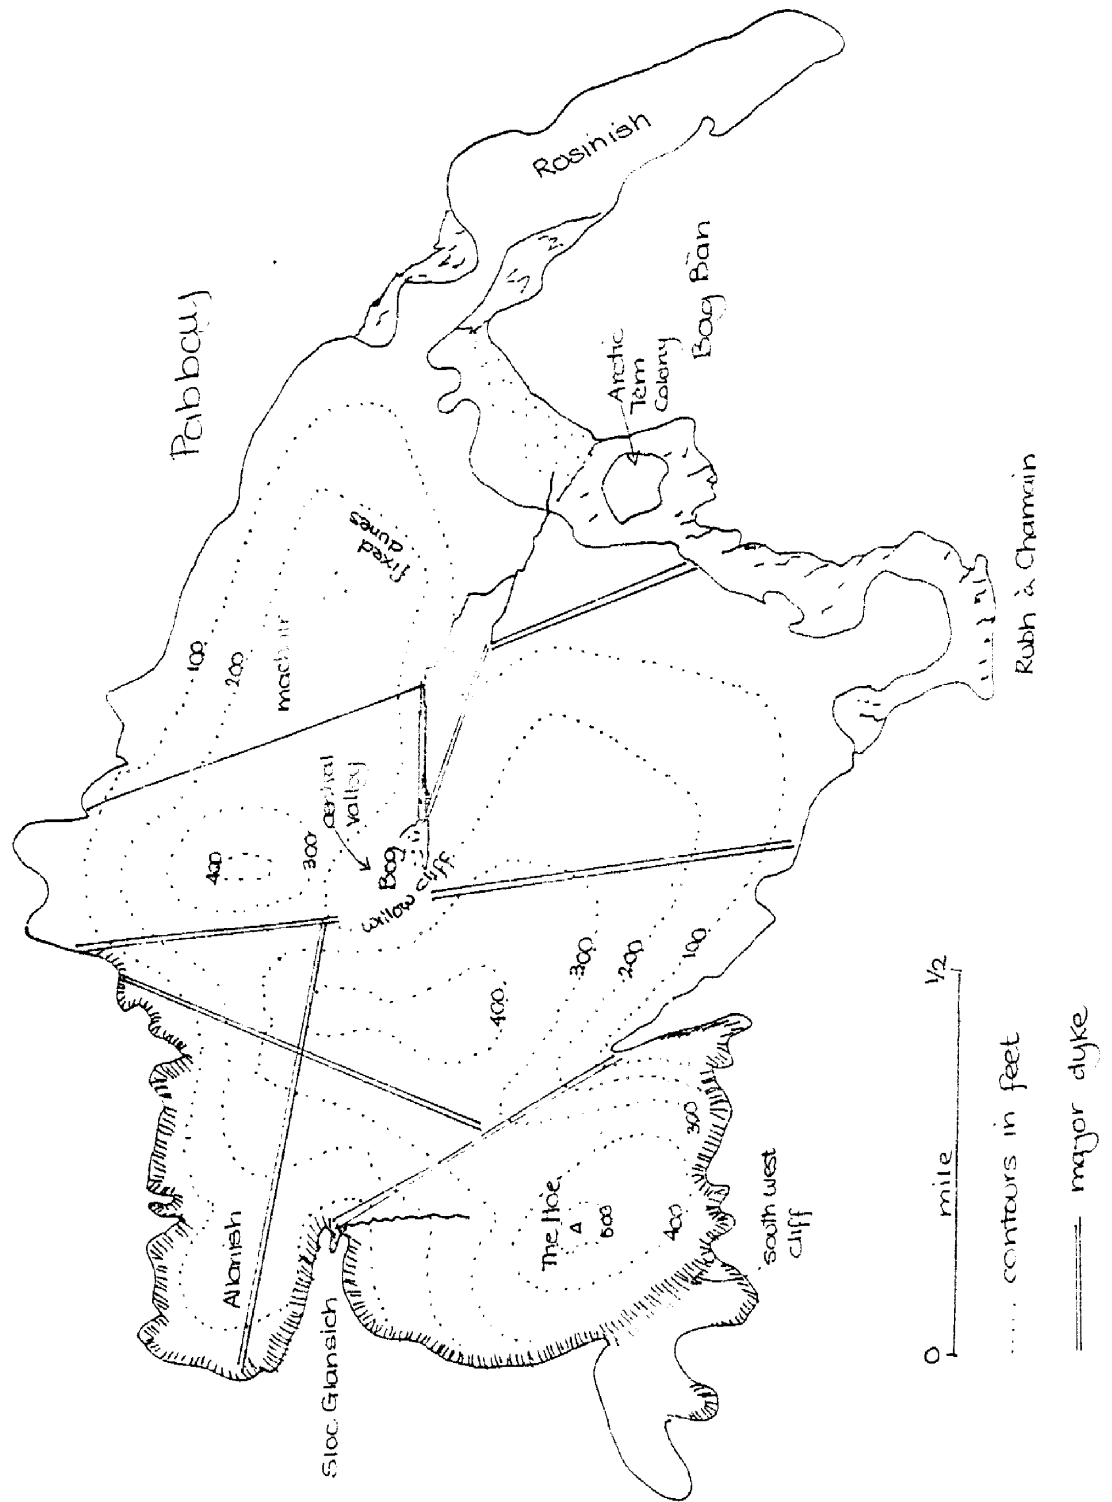 Pabbay
Rosinish
Bag Bàn
Arctic
Tern
Colony
fixed
dunes
100
200
machair
central
valley
400
300
Bog
Willow cliff
Rubh à Chamain
400
300
200
100
Allanish
Sloc Glansich
The Hoe
500
400
300
south west
cliff
0 mile 1/2
contours in feet
major dyke